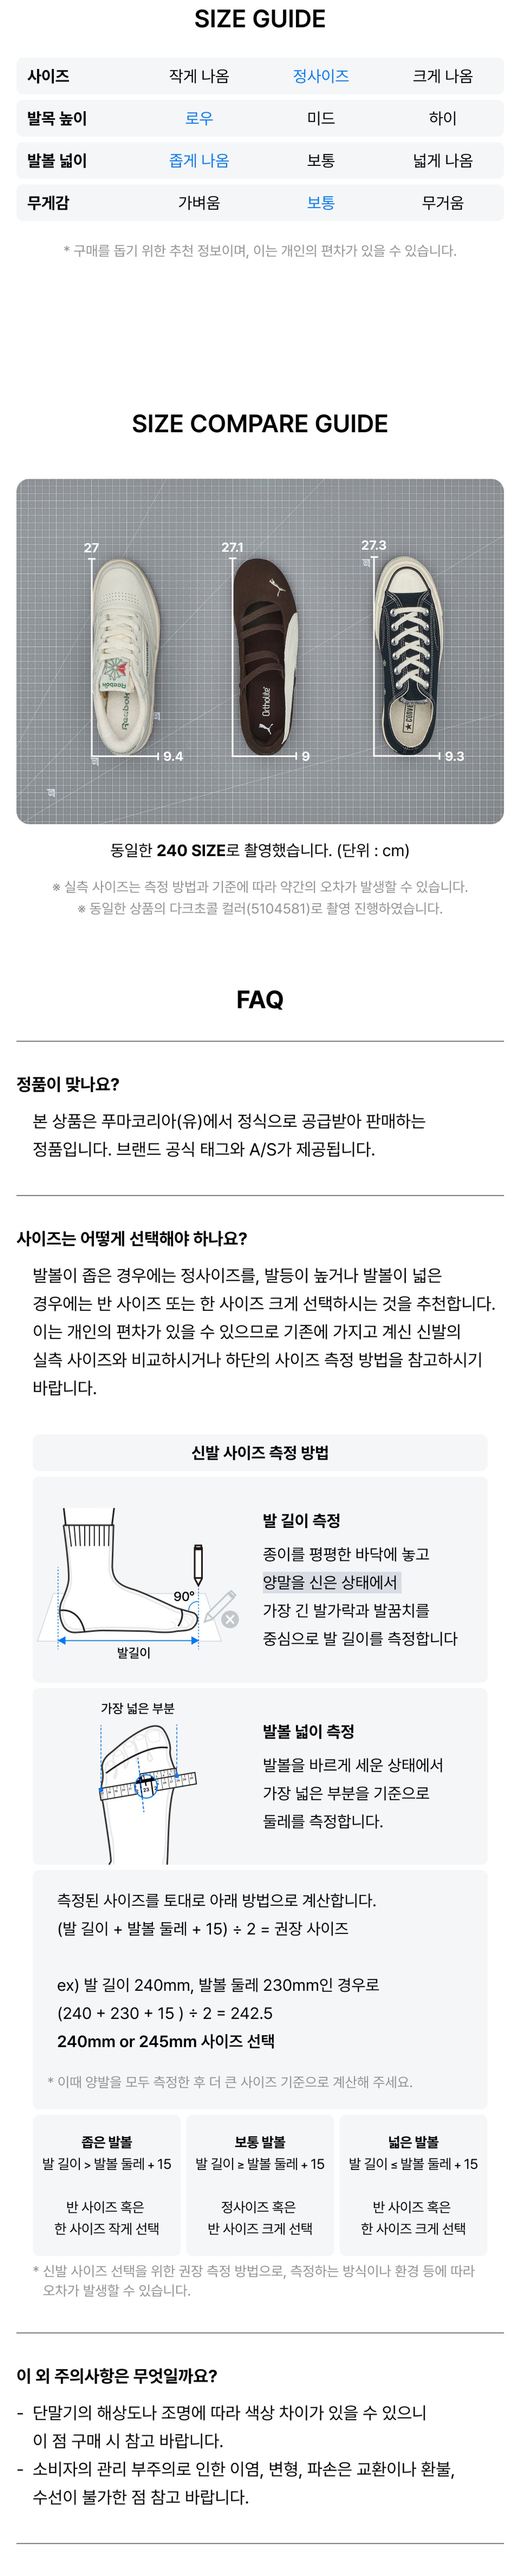 SIZE GUIDE
사이즈 작게 나옴 정사이즈 크게 나옴
발목 높이 로우 미드 하이
발볼 넓이 좁게 나옴 보통 넓게 나옴
무게감 가벼움 보통 무거움
* 구매를 돕기 위한 추천 정보이며, 이는 개인의 편차가 있을 수 있습니다.
SIZE COMPARE GUIDE
27 27.1 27.3
Reebok
Reebok
Ortholite
CONVERSE
9.4 9 9.3
동일한 240 SIZE로 촬영했습니다. (단위 : cm)
※ 실측 사이즈는 측정 방법과 기준에 따라 약간의 오차가 발생할 수 있습니다.
※ 동일한 상품의 다크초콜 컬러(5104581)로 촬영 진행하였습니다.
FAQ
정품이 맞나요?
본 상품은 푸마코리아(유)에서 정식으로 공급받아 판매하는
정품입니다. 브랜드 공식 태그와 A/S가 제공됩니다.
사이즈는 어떻게 선택해야 하나요?
발볼이 좁은 경우에는 정사이즈를, 발등이 높거나 발볼이 넓은
경우에는 반 사이즈 또는 한 사이즈 크게 선택하시는 것을 추천합니다.
이는 개인의 편차가 있을 수 있으므로 기존에 가지고 계신 신발의
실측 사이즈와 비교하시거나 하단의 사이즈 측정 방법을 참고하시기
바랍니다.
신발 사이즈 측정 방법
90°
발길이
발 길이 측정
종이를 평평한 바닥에 놓고
양말을 신은 상태에서
가장 긴 발가락과 발꿈치를
중심으로 발 길이를 측정합니다
가장 넓은 부분
23
발볼 넓이 측정
발볼을 바르게 세운 상태에서
가장 넓은 부분을 기준으로
둘레를 측정합니다.
측정된 사이즈를 토대로 아래 방법으로 계산합니다.
(발 길이 + 발볼 둘레 + 15) ÷ 2 = 권장 사이즈
ex) 발 길이 240mm, 발볼 둘레 230mm인 경우로
(240 + 230 + 15 ) ÷ 2 = 242.5
240mm or 245mm 사이즈 선택
* 이때 양발을 모두 측정한 후 더 큰 사이즈 기준으로 계산해 주세요.
좁은 발볼
발 길이 > 발볼 둘레 + 15
반 사이즈 혹은
한 사이즈 작게 선택
보통 발볼
발 길이 ≥ 발볼 둘레 + 15
정사이즈 혹은
반 사이즈 크게 선택
넓은 발볼
발 길이 ≤ 발볼 둘레 + 15
반 사이즈 혹은
한 사이즈 크게 선택
* 신발 사이즈 선택을 위한 권장 측정 방법으로, 측정하는 방식이나 환경 등에 따라
오차가 발생할 수 있습니다.
이 외 주의사항은 무엇일까요?
- 단말기의 해상도나 조명에 따라 색상 차이가 있을 수 있으니
이 점 구매 시 참고 바랍니다.
- 소비자의 관리 부주의로 인한 이염, 변형, 파손은 교환이나 환불,
수선이 불가한 점 참고 바랍니다.